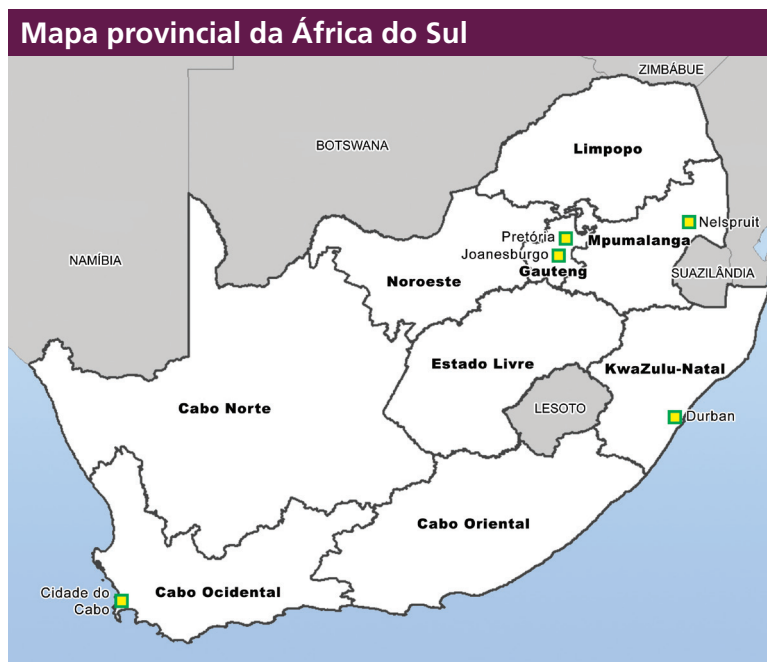 Mapa provincial da África do Sul
ZIMBÁBUE
BOTSWANA
Limpopo
Nelspruit
Pretória
Mpumalanga
Joanesburgo
NAMÍBIA
Gauteng
SUAZILÂNDIA
Noroeste
Estado Livre
KwaZulu-Natal
Cabo Norte
LESOTO
Durban
Cabo Oriental
Cidade do
Cabo
Cabo Ocidental